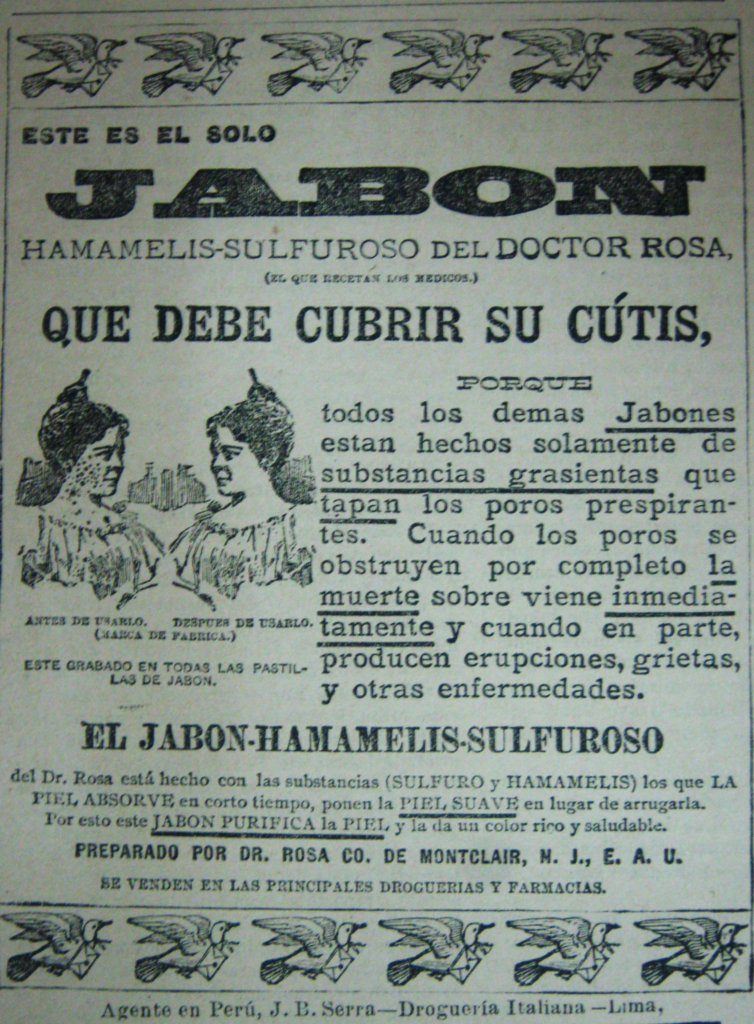 ESTE ES EL SOLO
JABON
HAMAMELIS-SULFUROSO DEL DOCTOR ROSA,
(EL QUE RECETAN LOS MEDICOS.)
QUE DEBE CUBRIR SU CÚTIS,
PORQUE
todos los demas Jabones
estan hechos solamente de
substancias grasientas que
tapan los poros prespiran-
tes. Cuando los poros se
obstruyen por completo la
muerte sobre viene inmedia-
tamente y cuando en parte,
producen erupciones, grietas,
y otras enfermedades.
ANTES DE USARLO. DESPUES DE USARLO.
(MARCA DE FABRICA.)
ESTE GRABADO EN TODAS LAS PASTIL-
LAS DE JABON.
EL JABON-HAMAMELIS-SULFUROSO
del Dr. Rosa está hecho con las substancias (SULFURO y HAMAMELIS) los que LA
PIEL ABSORVE en corto tiempo, ponen la PIEL SUAVE en lugar de arrugarla.
Por esto este JABON PURIFICA la PIEL y la da un color rico y saludable.
PREPARADO POR DR. ROSA CO. DE MONTCLAIR, N. J., E. A. U.
SE VENDEN EN LAS PRINCIPALES DROGUERIAS Y FARMACIAS.
Agente en Perú, J. B. Serra—Droguería Italiana—Lima,